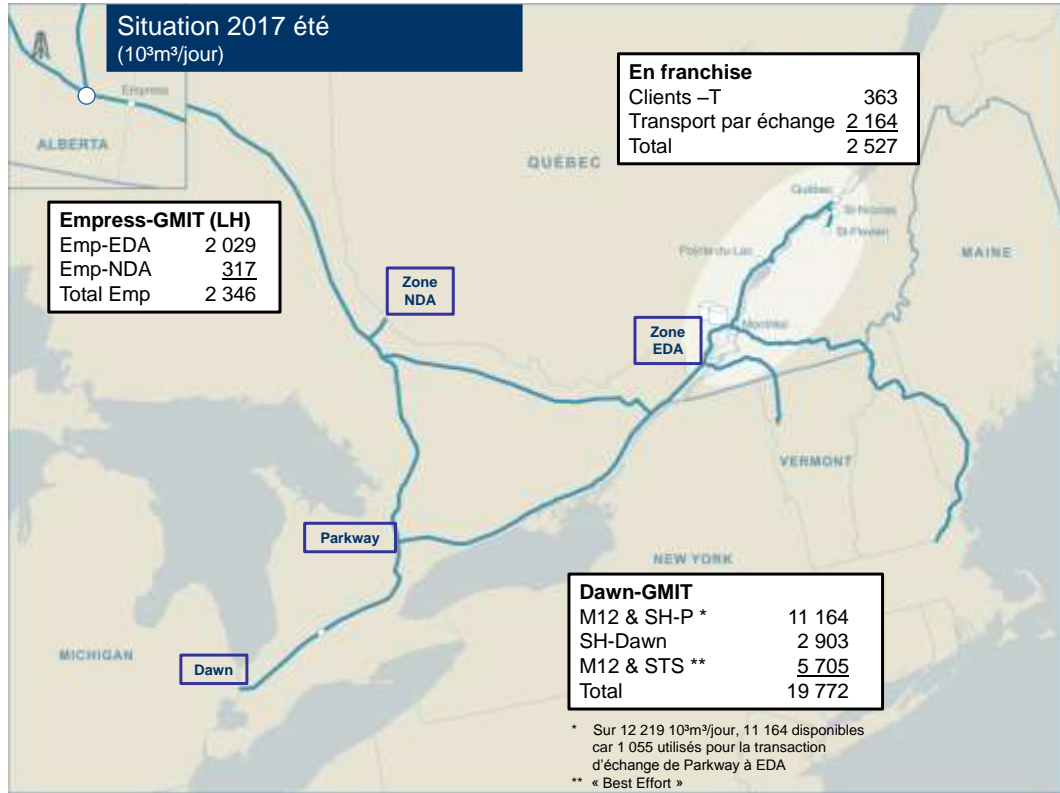 Situation 2017 été
(10³m³/jour)
Empress
ALBERTA
En franchise
Clients –T 363
Transport par échange 2 164
Total 2 527
QUÉBEC
Québec
St-Nicolas
St-Flavien
Pointe-du-Lac
MAINE
Empress-GMIT (LH)
Emp-EDA 2 029
Emp-NDA 317
Total Emp 2 346
Zone
NDA
Zone
EDA
Montréal
VERMONT
Parkway
NEW YORK
MICHIGAN
Dawn
Dawn-GMIT
M12 & SH-P * 11 164
SH-Dawn 2 903
M12 & STS ** 5 705
Total 19 772
* Sur 12 219 10³m³/jour, 11 164 disponibles
car 1 055 utilisés pour la transaction
d'échange de Parkway à EDA
** « Best Effort »